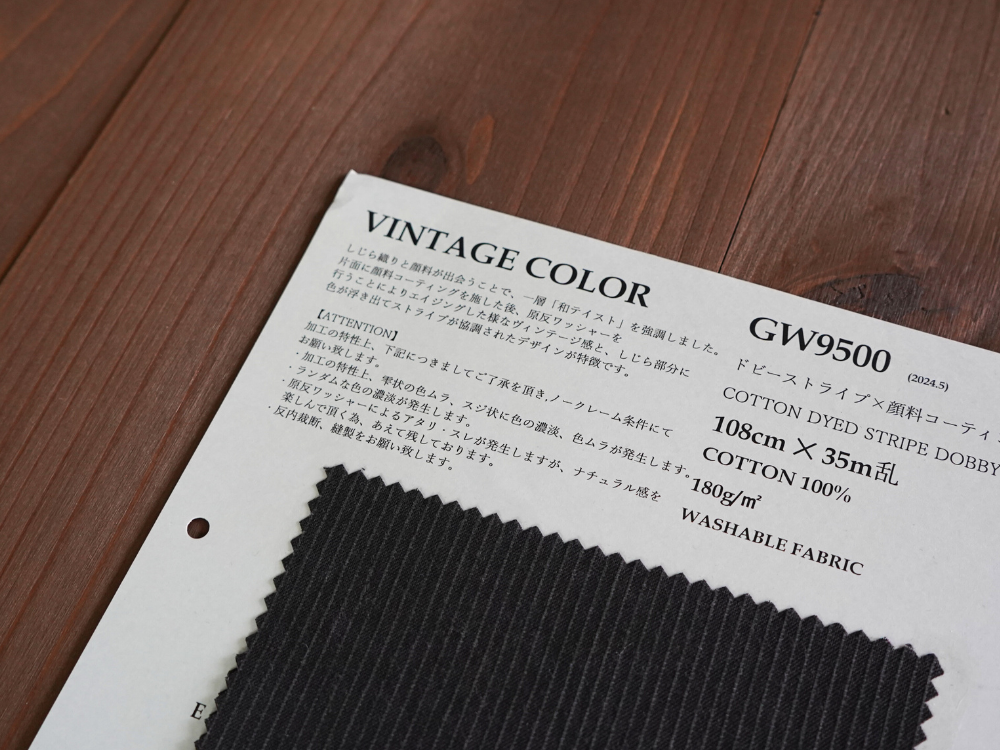 VINTAGE COLOR
しじら織りと顔料が出会うことで、一層「和テイスト」を強調しました。
片面に顔料コーティングを施した後、原反ワッシャーを
行うことによりエイジングした様なヴィンテージ感と、しじら部分に
色が浮き出てストライプが協調されたデザインが特徴です。
【ATTENTION】
加工の特性上、下記につきましてご了承を頂き,ノークレーム条件にて
お願い致します。
・加工の特性上、雫状の色ムラ、スジ状に色の濃淡、色ムラが発生します。
・ランダムな色の濃淡が発生します。
・原反ワッシャーによるアタリ・スレが発生しますが、ナチュラル感を
楽しんで頂く為、あえて残しております。
・反内裁断、縫製をお願い致します。
GW9500 (2024.5)
ドビーストライプ×顔料コーティ
COTTON DYED STRIPE DOBBY
108cm × 35m乱
COTTON 100%
180g/㎡
WASHABLE FABRIC
E